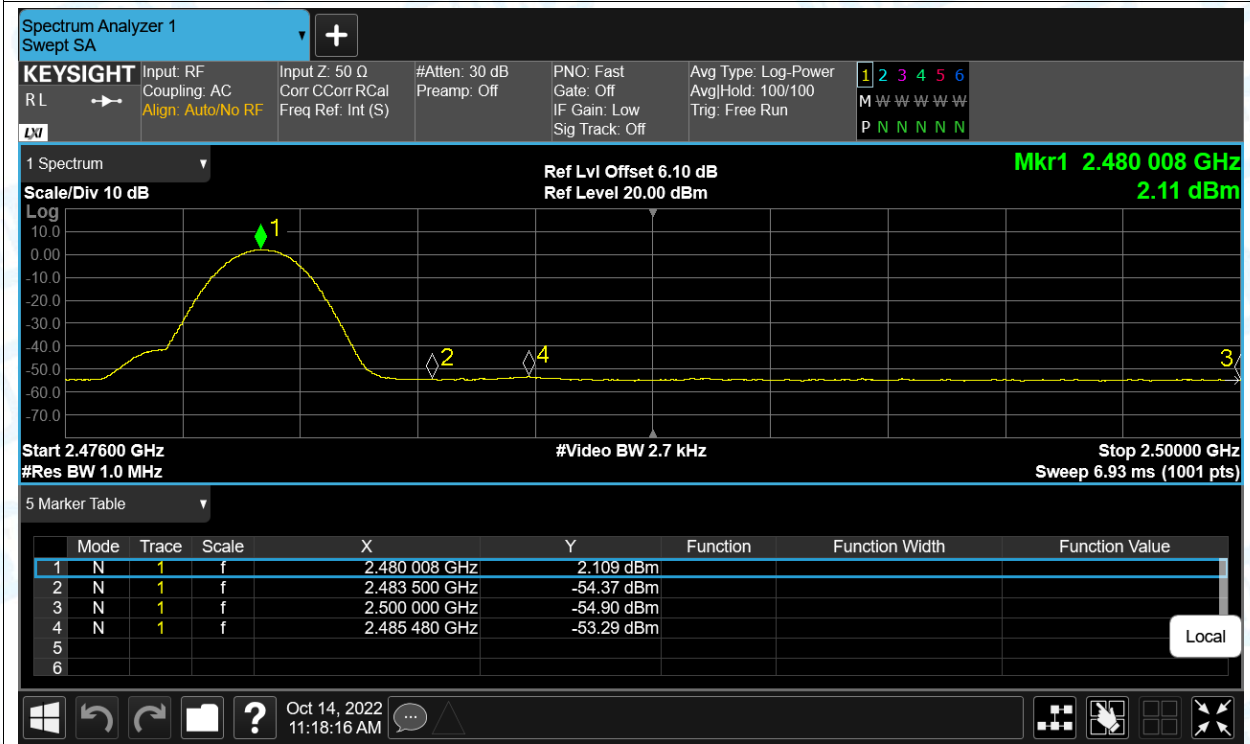 Spectrum Analyzer 1
Swept SA
+
KEYSIGHT
RL
LXI
Input: RF
Coupling: AC
Align: Auto/No RF
Input Z: 50 Ω
Corr CCorr RCal
Freq Ref: Int (S)
#Atten: 30 dB
Preamp: Off
PNO: Fast
Gate: Off
IF Gain: Low
Sig Track: Off
Avg Type: Log-Power
Avg|Hold: 100/100
Trig: Free Run
1 2 3 4 5 6
M W W W W W
P N N N N N
1 Spectrum
Scale/Div 10 dB
Ref Lvl Offset 6.10 dB
Ref Level 20.00 dBm
Mkr1 2.480 008 GHz
2.11 dBm
Log
10.0
0.00
-10.0
-20.0
-30.0
-40.0
-50.0
-60.0
-70.0
1
2
4
3
Start 2.47600 GHz
#Res BW 1.0 MHz
#Video BW 2.7 kHz
Stop 2.50000 GHz
Sweep 6.93 ms (1001 pts)
5 Marker Table
Mode Trace Scale X Y Function Function Width Function Value
1 N 1 f 2.480 008 GHz 2.109 dBm
2 N 1 f 2.483 500 GHz -54.37 dBm
3 N 1 f 2.500 000 GHz -54.90 dBm
4 N 1 f 2.485 480 GHz -53.29 dBm
5
6
Local
?
Oct 14, 2022
11:18:16 AM